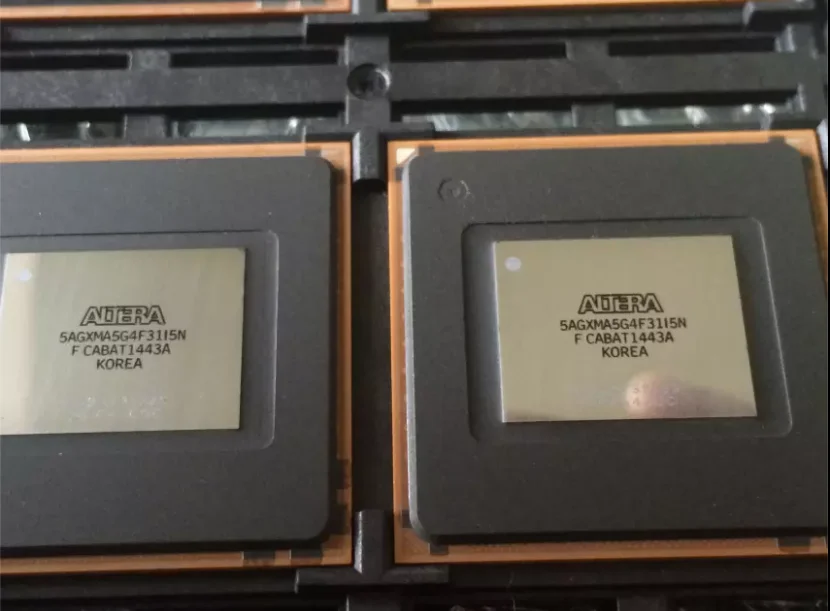 ALTERA
5AGXMA5G4F31I5N
F CABAT1443A
KOREA
ALTERA
5AGXMA5G4F31I5N
F CABAT1443A
KOREA